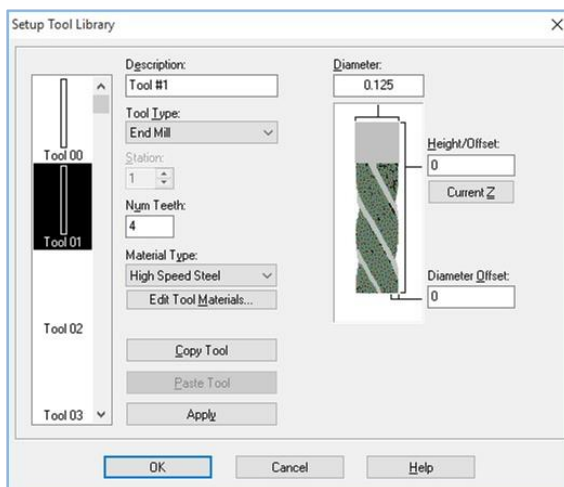 Setup Tool Library
Tool 00
Tool 01
Tool 02
Tool 03
Description:
Tool #1
Tool Type:
End Mill
Station:
1
Num Teeth:
4
Material Type:
High Speed Steel
Edit Tool Materials...
Copy Tool
Paste Tool
Apply
Diameter:
0.125
Height/Offset:
0
Current Z
Diameter Offset:
0
OK
Cancel
Help